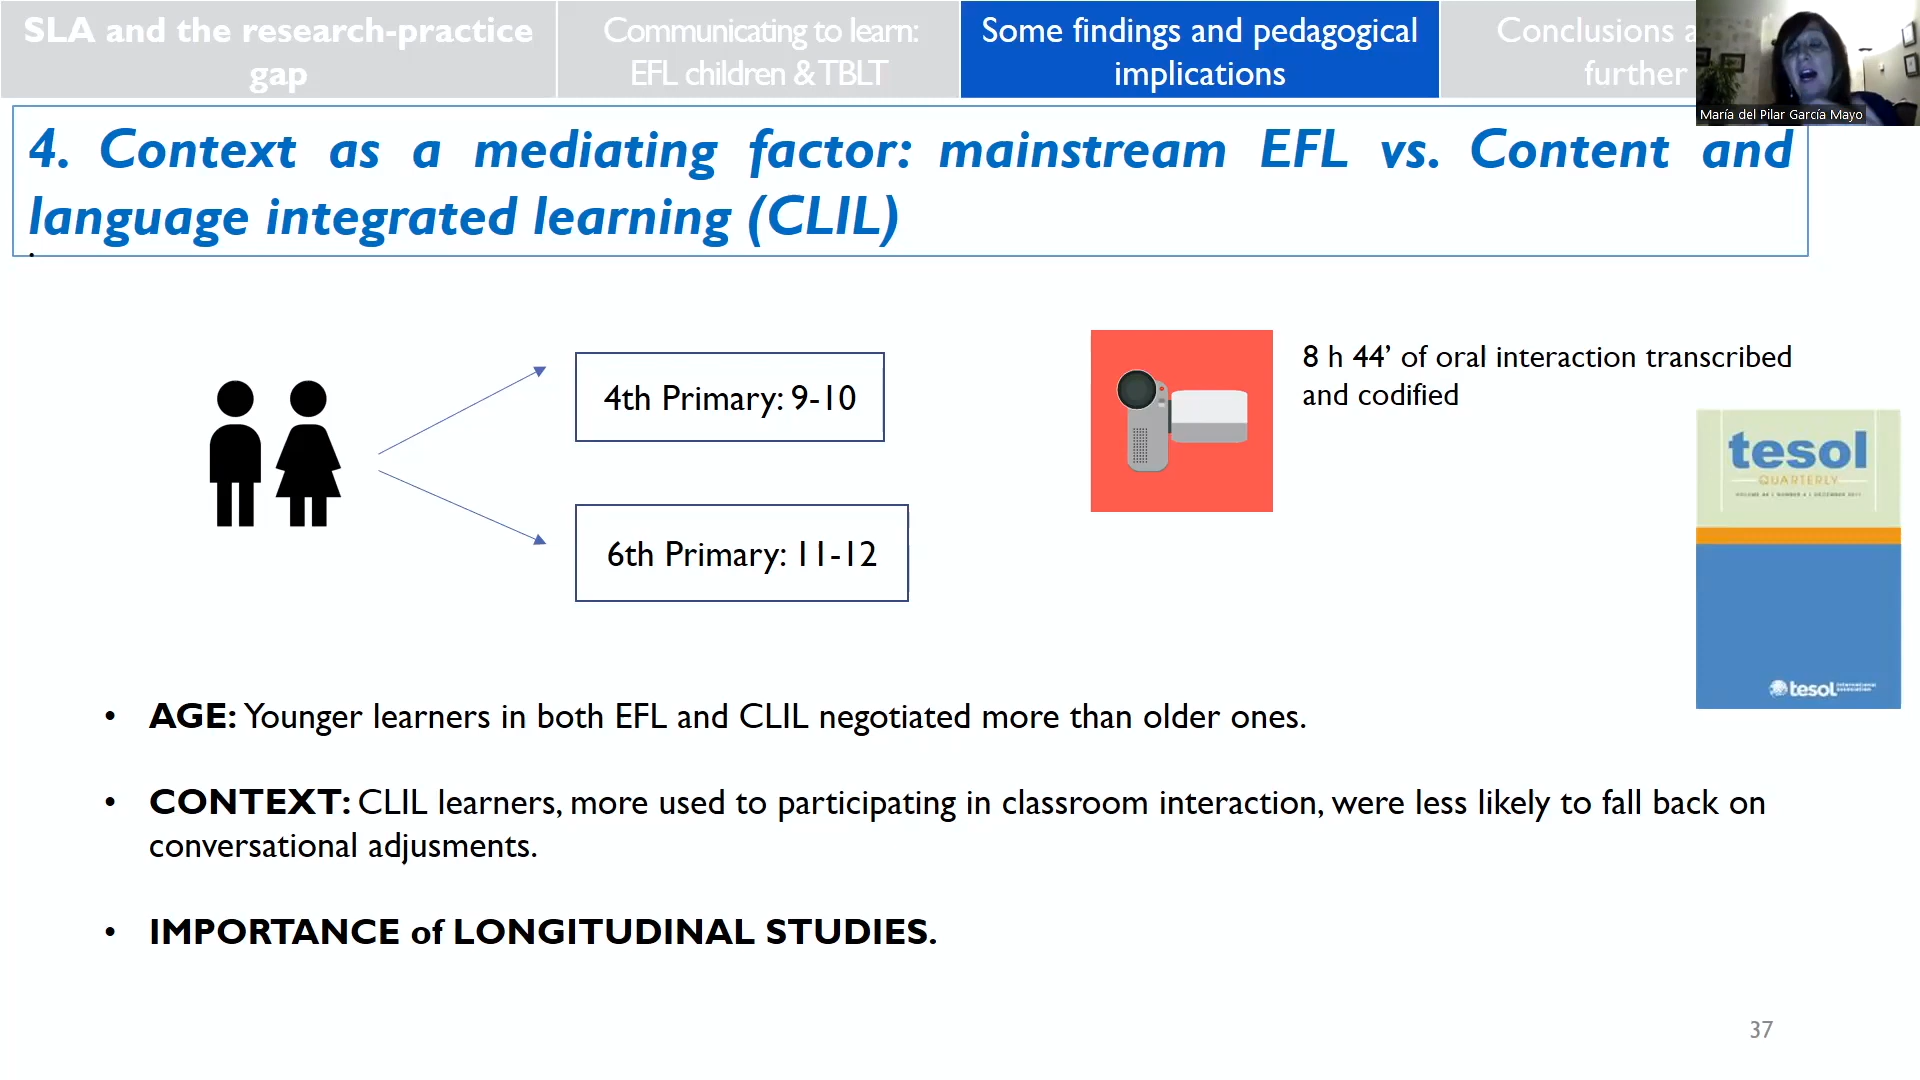 SLA and the research-practice
gap
Communicating to learn:
EFL children & TBLT
Some findings and pedagogical
implications
Conclusions
further
María del Pilar García Mayo
4. Context as a mediating factor: mainstream EFL vs. Content and
language integrated learning (CLIL)
4th Primary: 9-10
6th Primary: 11-12
8 h 44’ of oral interaction transcribed
and codified
tesol
QUARTERLY
tesol
• AGE: Younger learners in both EFL and CLIL negotiated more than older ones.
• CONTEXT: CLIL learners, more used to participating in classroom interaction, were less likely to fall back on
conversational adjusments.
• IMPORTANCE of LONGITUDINAL STUDIES.
37